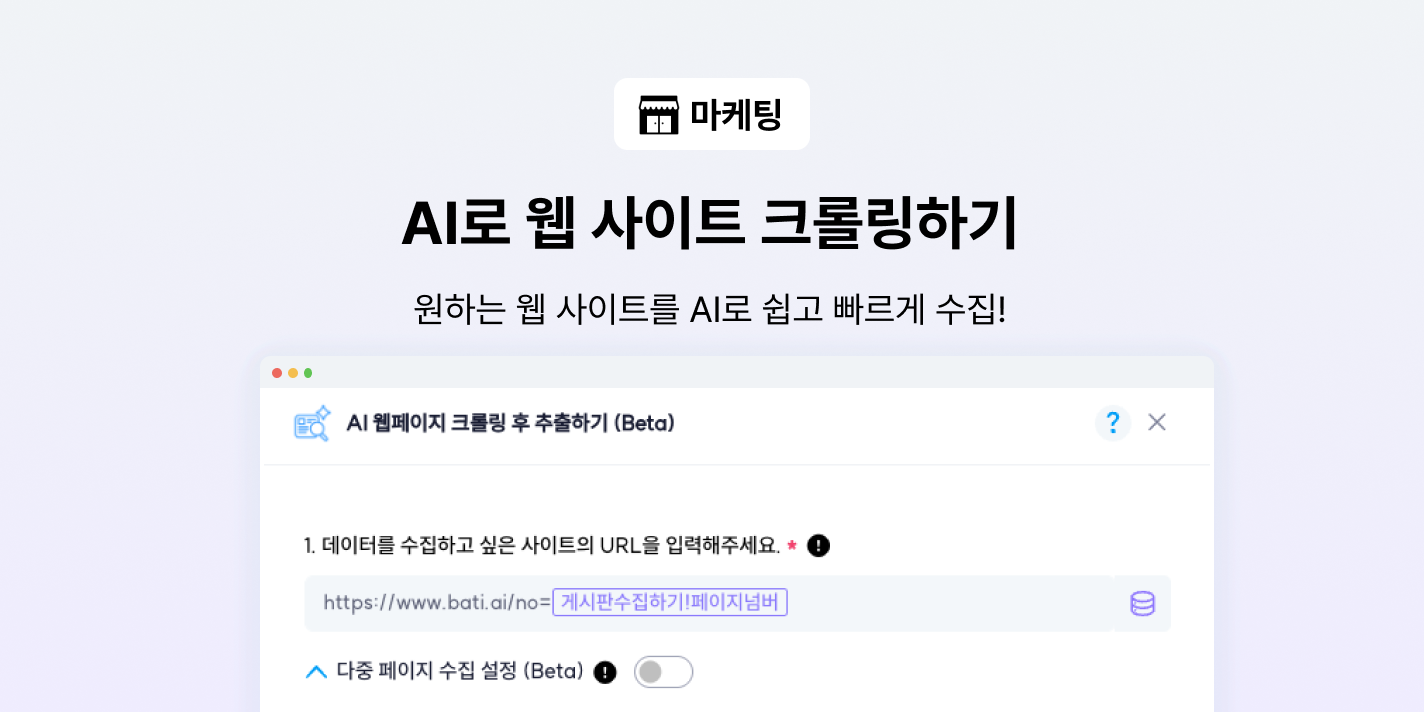 마케팅
AI로 웹 사이트 크롤링하기
원하는 웹 사이트를 AI로 쉽고 빠르게 수집!
AI 웹페이지 크롤링 후 추출하기 (Beta)
?
1. 데이터를 수집하고 싶은 사이트의 URL을 입력해주세요. * !
https://www.bati.ai/no=게시판수집하기!페이지넘버
다중 페이지 수집 설정 (Beta) !